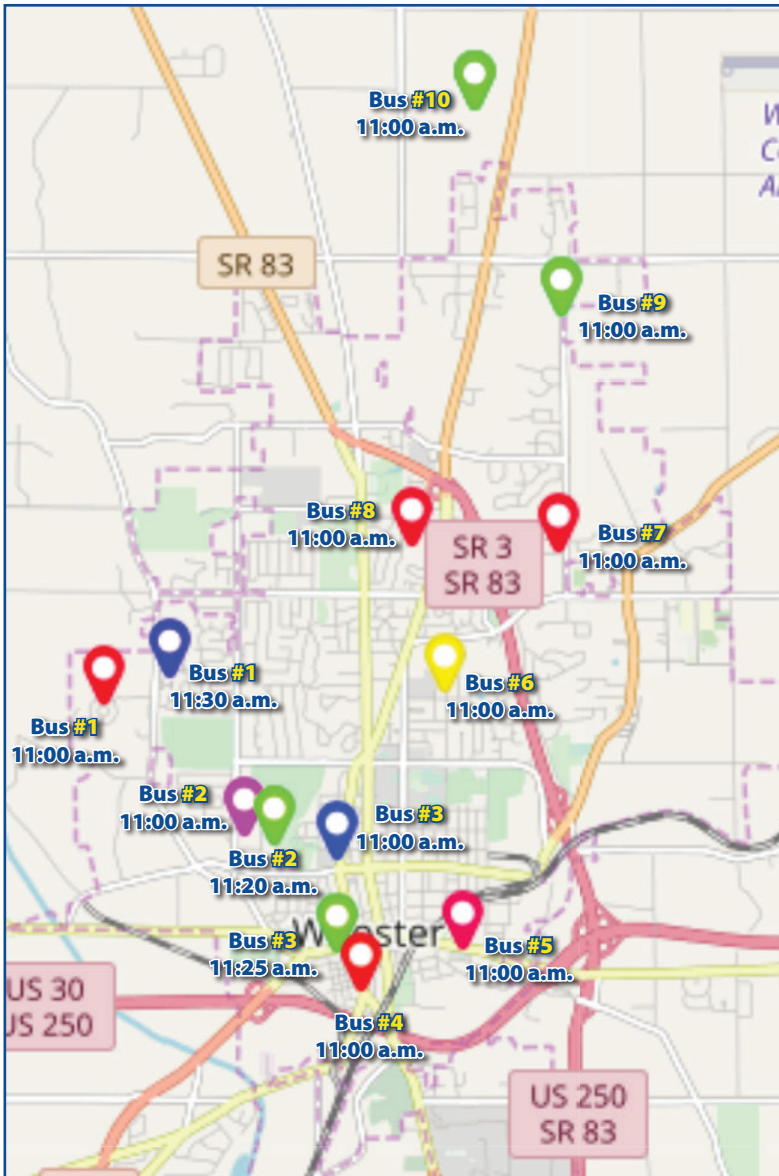 Bus #10
11:00 a.m.
SR 83
Bus #9
11:00 a.m.
Bus #8
11:00 a.m.
Bus #7
11:00 a.m.
SR 3
SR 83
Bus #1
11:30 a.m.
Bus #6
11:00 a.m.
Bus #1
11:00 a.m.
Bus #2
11:00 a.m.
Bus #3
11:00 a.m.
Bus #2
11:20 a.m.
Bus #3
11:25 a.m.
Bus #5
11:00 a.m.
US 30
US 250
Bus #4
11:00 a.m.
US 250
SR 83